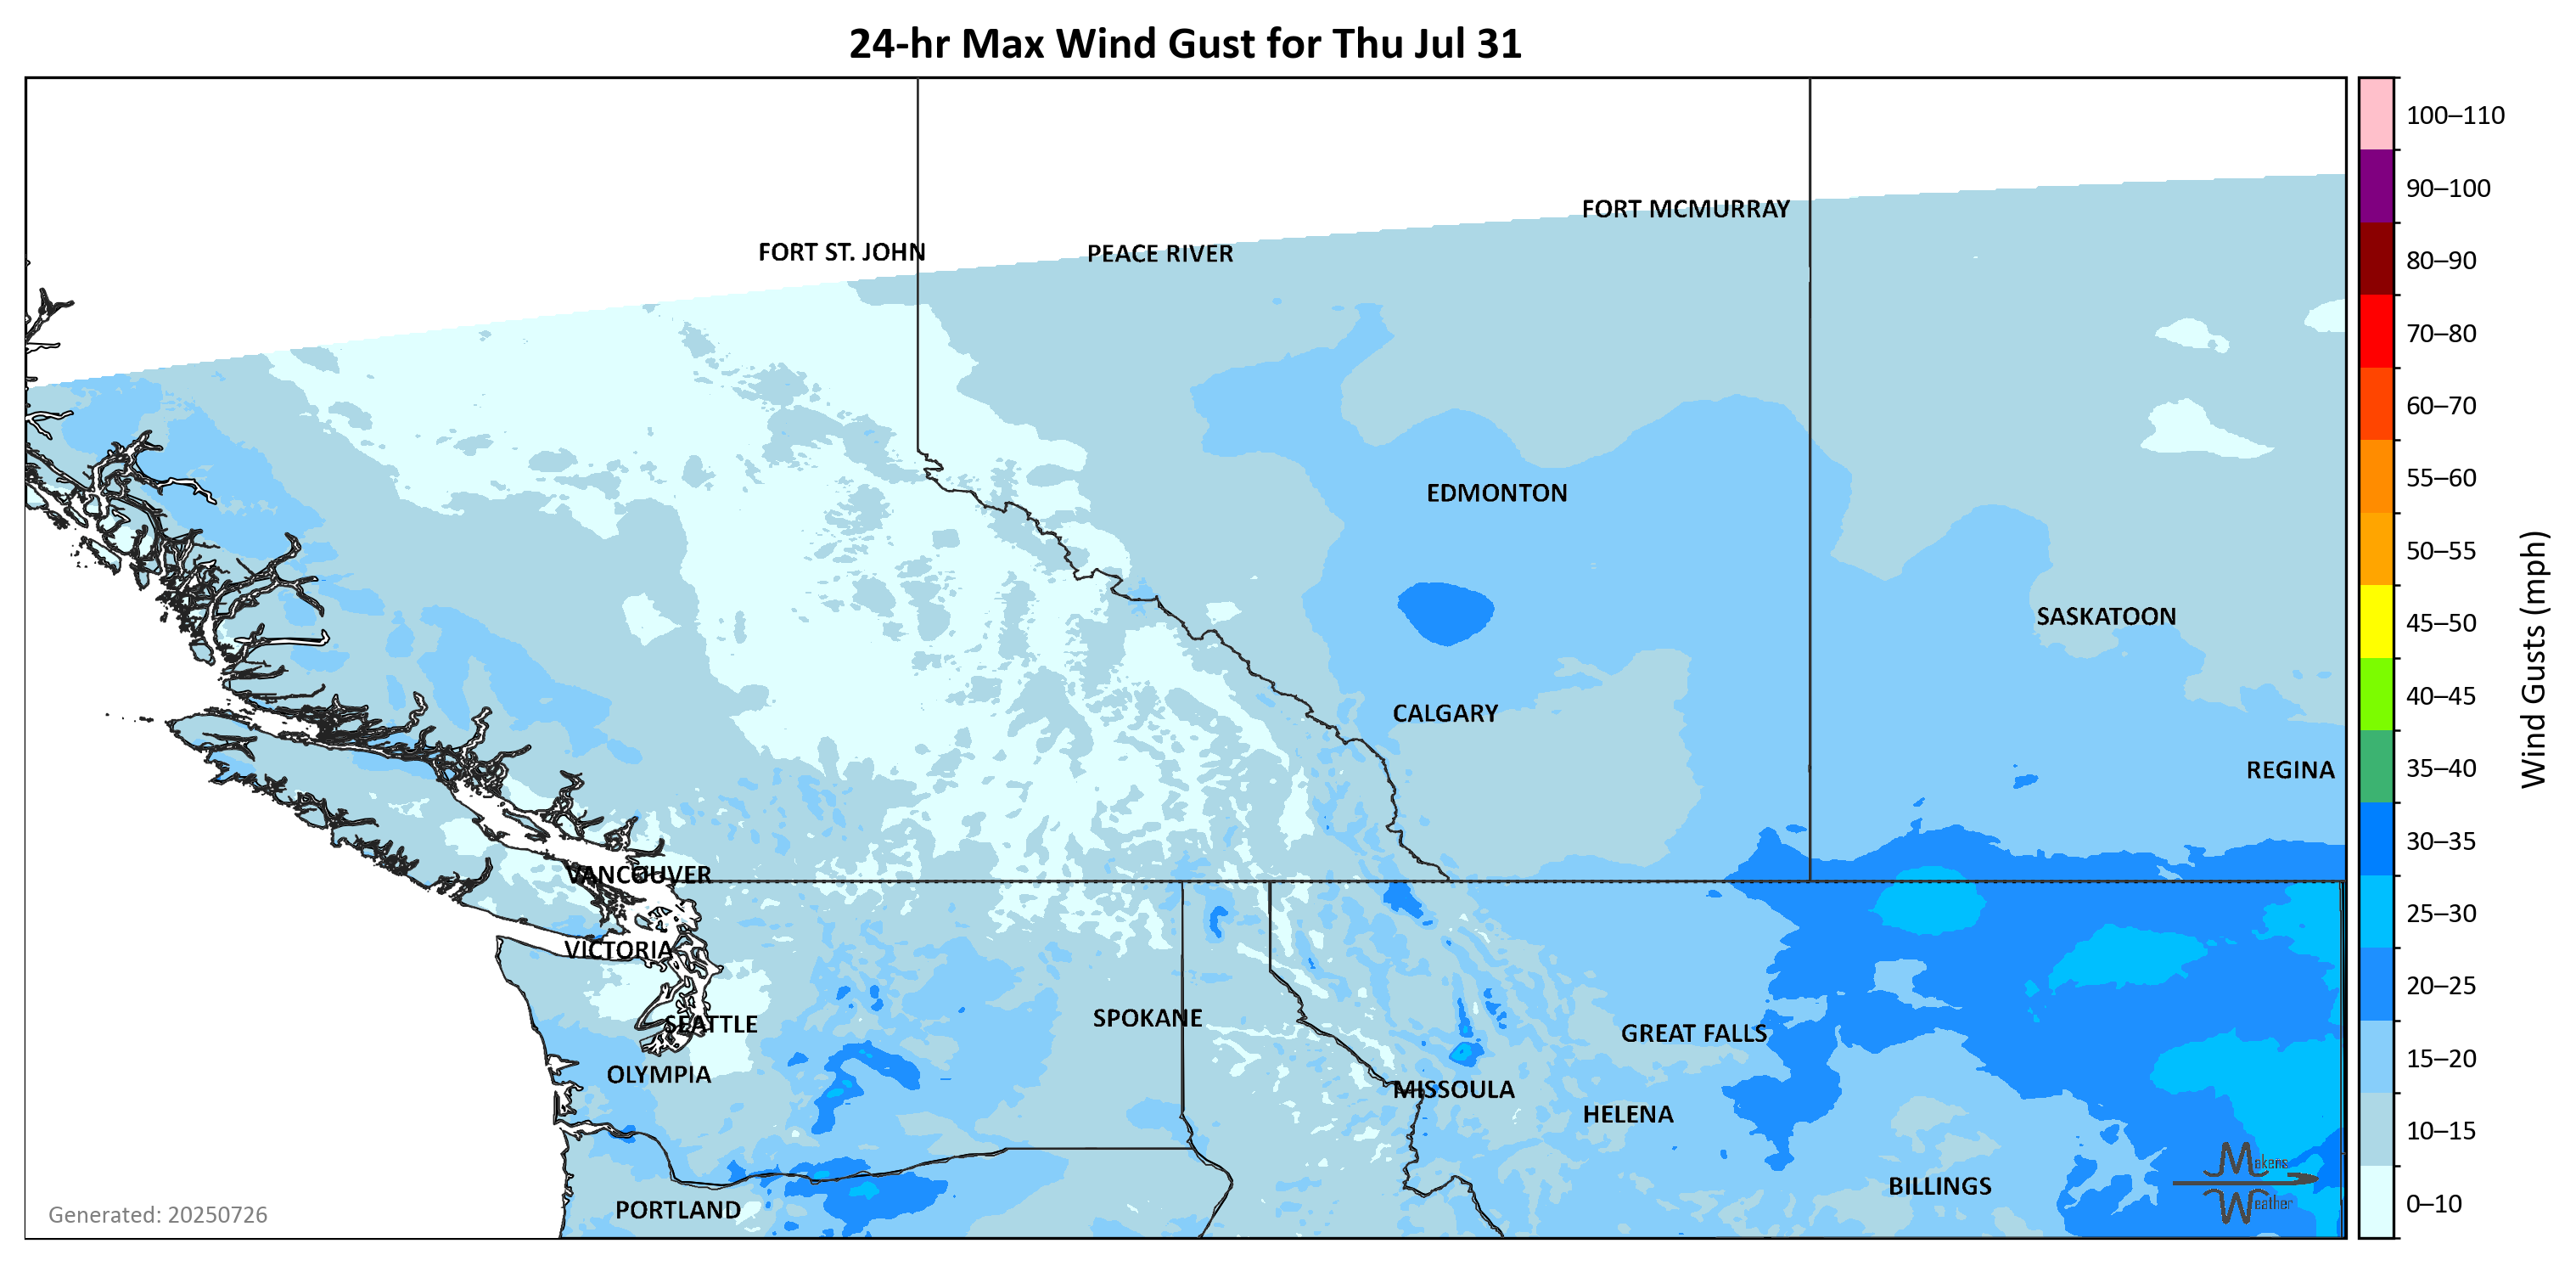 24-hr Max Wind Gust for Thu Jul 31
100–110
90–100
80–90
70–80
60–70
55–60
50–55
45–50
40–45
35–40
30–35
25–30
20–25
15–20
10–15
0–10
Wind Gusts (mph)
FORT MCMURRAY
FORT ST. JOHN
PEACE RIVER
EDMONTON
SASKATOON
CALGARY
REGINA
VANCOUVER
VICTORIA
SPOKANE
SEATTLE
GREAT FALLS
OLYMPIA
MISSOULA
HELENA
BILLINGS
PORTLAND
Makens
Weather
Generated: 20250726